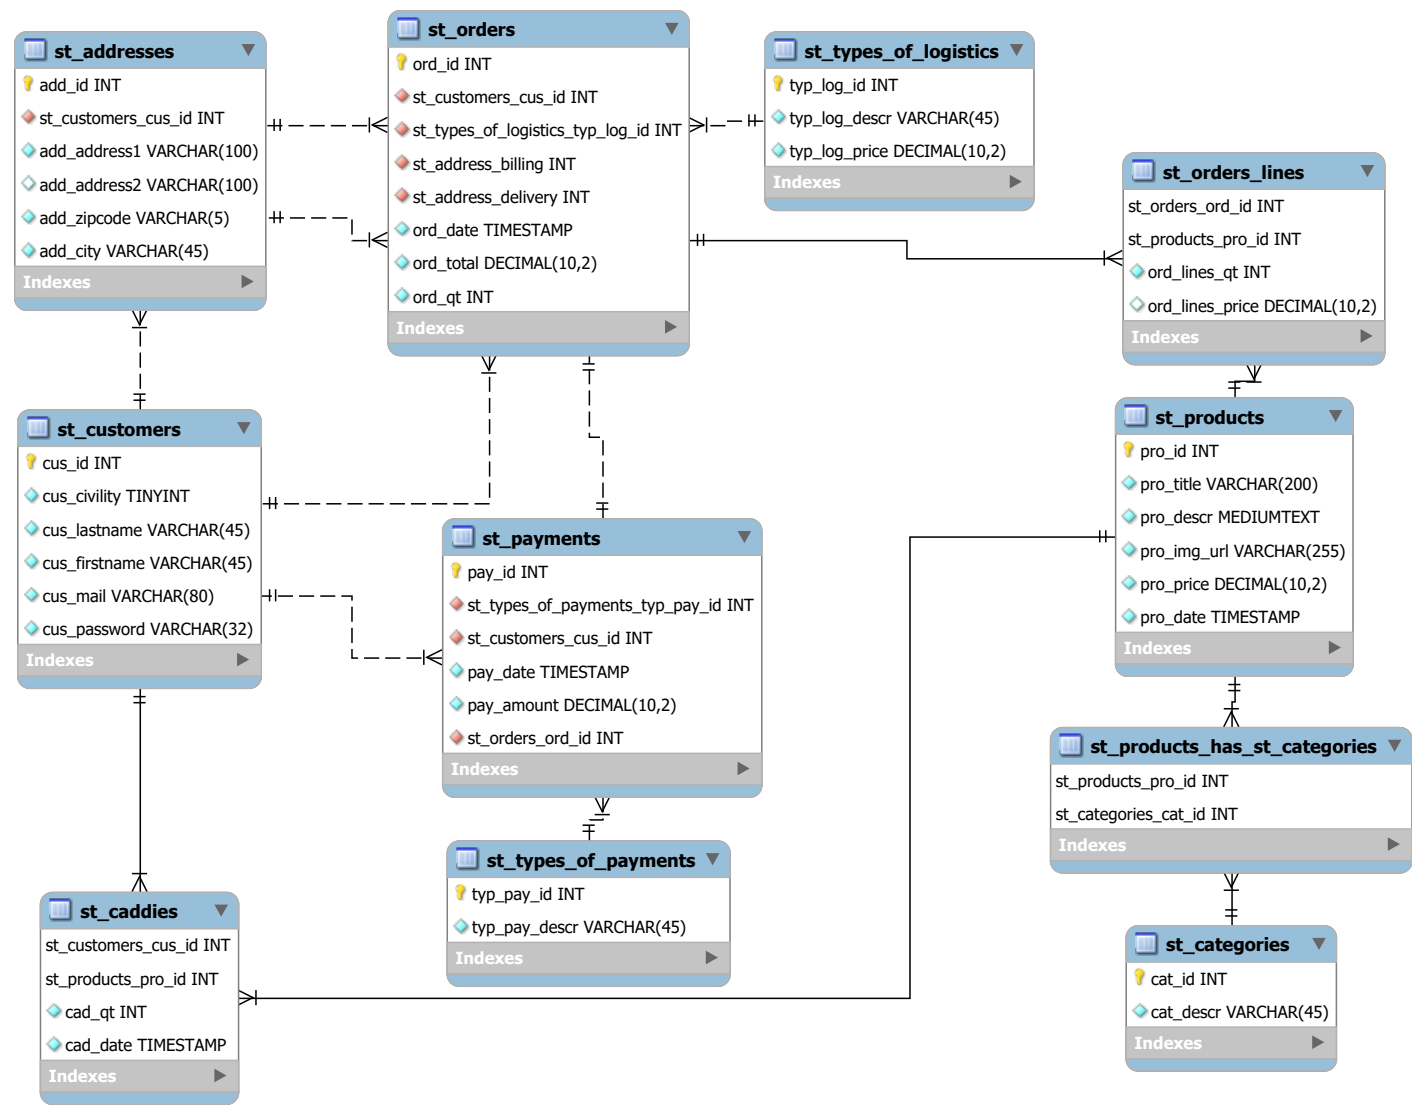 st_addresses
add_id INT
st_customers_cus_id INT
add_address1 VARCHAR(100)
add_address2 VARCHAR(100)
add_zipcode VARCHAR(5)
add_city VARCHAR(45)
Indexes
st_orders
ord_id INT
st_customers_cus_id INT
st_types_of_logistics_typ_log_id INT
st_address_billing INT
st_address_delivery INT
ord_date TIMESTAMP
ord_total DECIMAL(10,2)
ord_qt INT
Indexes
st_types_of_logistics
typ_log_id INT
typ_log_descr VARCHAR(45)
typ_log_price DECIMAL(10,2)
Indexes
st_orders_lines
st_orders_ord_id INT
st_products_pro_id INT
ord_lines_qt INT
ord_lines_price DECIMAL(10,2)
Indexes
st_customers
cus_id INT
cus_civility TINYINT
cus_lastname VARCHAR(45)
cus_firstname VARCHAR(45)
cus_mail VARCHAR(80)
cus_password VARCHAR(32)
Indexes
st_payments
pay_id INT
st_types_of_payments_typ_pay_id INT
st_customers_cus_id INT
pay_date TIMESTAMP
pay_amount DECIMAL(10,2)
st_orders_ord_id INT
Indexes
st_products
pro_id INT
pro_title VARCHAR(200)
pro_descr MEDIUMTEXT
pro_img_url VARCHAR(255)
pro_price DECIMAL(10,2)
pro_date TIMESTAMP
Indexes
st_products_has_st_categories
st_products_pro_id INT
st_categories_cat_id INT
Indexes
st_types_of_payments
typ_pay_id INT
typ_pay_descr VARCHAR(45)
Indexes
st_caddies
st_customers_cus_id INT
st_products_pro_id INT
cad_qt INT
cad_date TIMESTAMP
Indexes
st_categories
cat_id INT
cat_descr VARCHAR(45)
Indexes